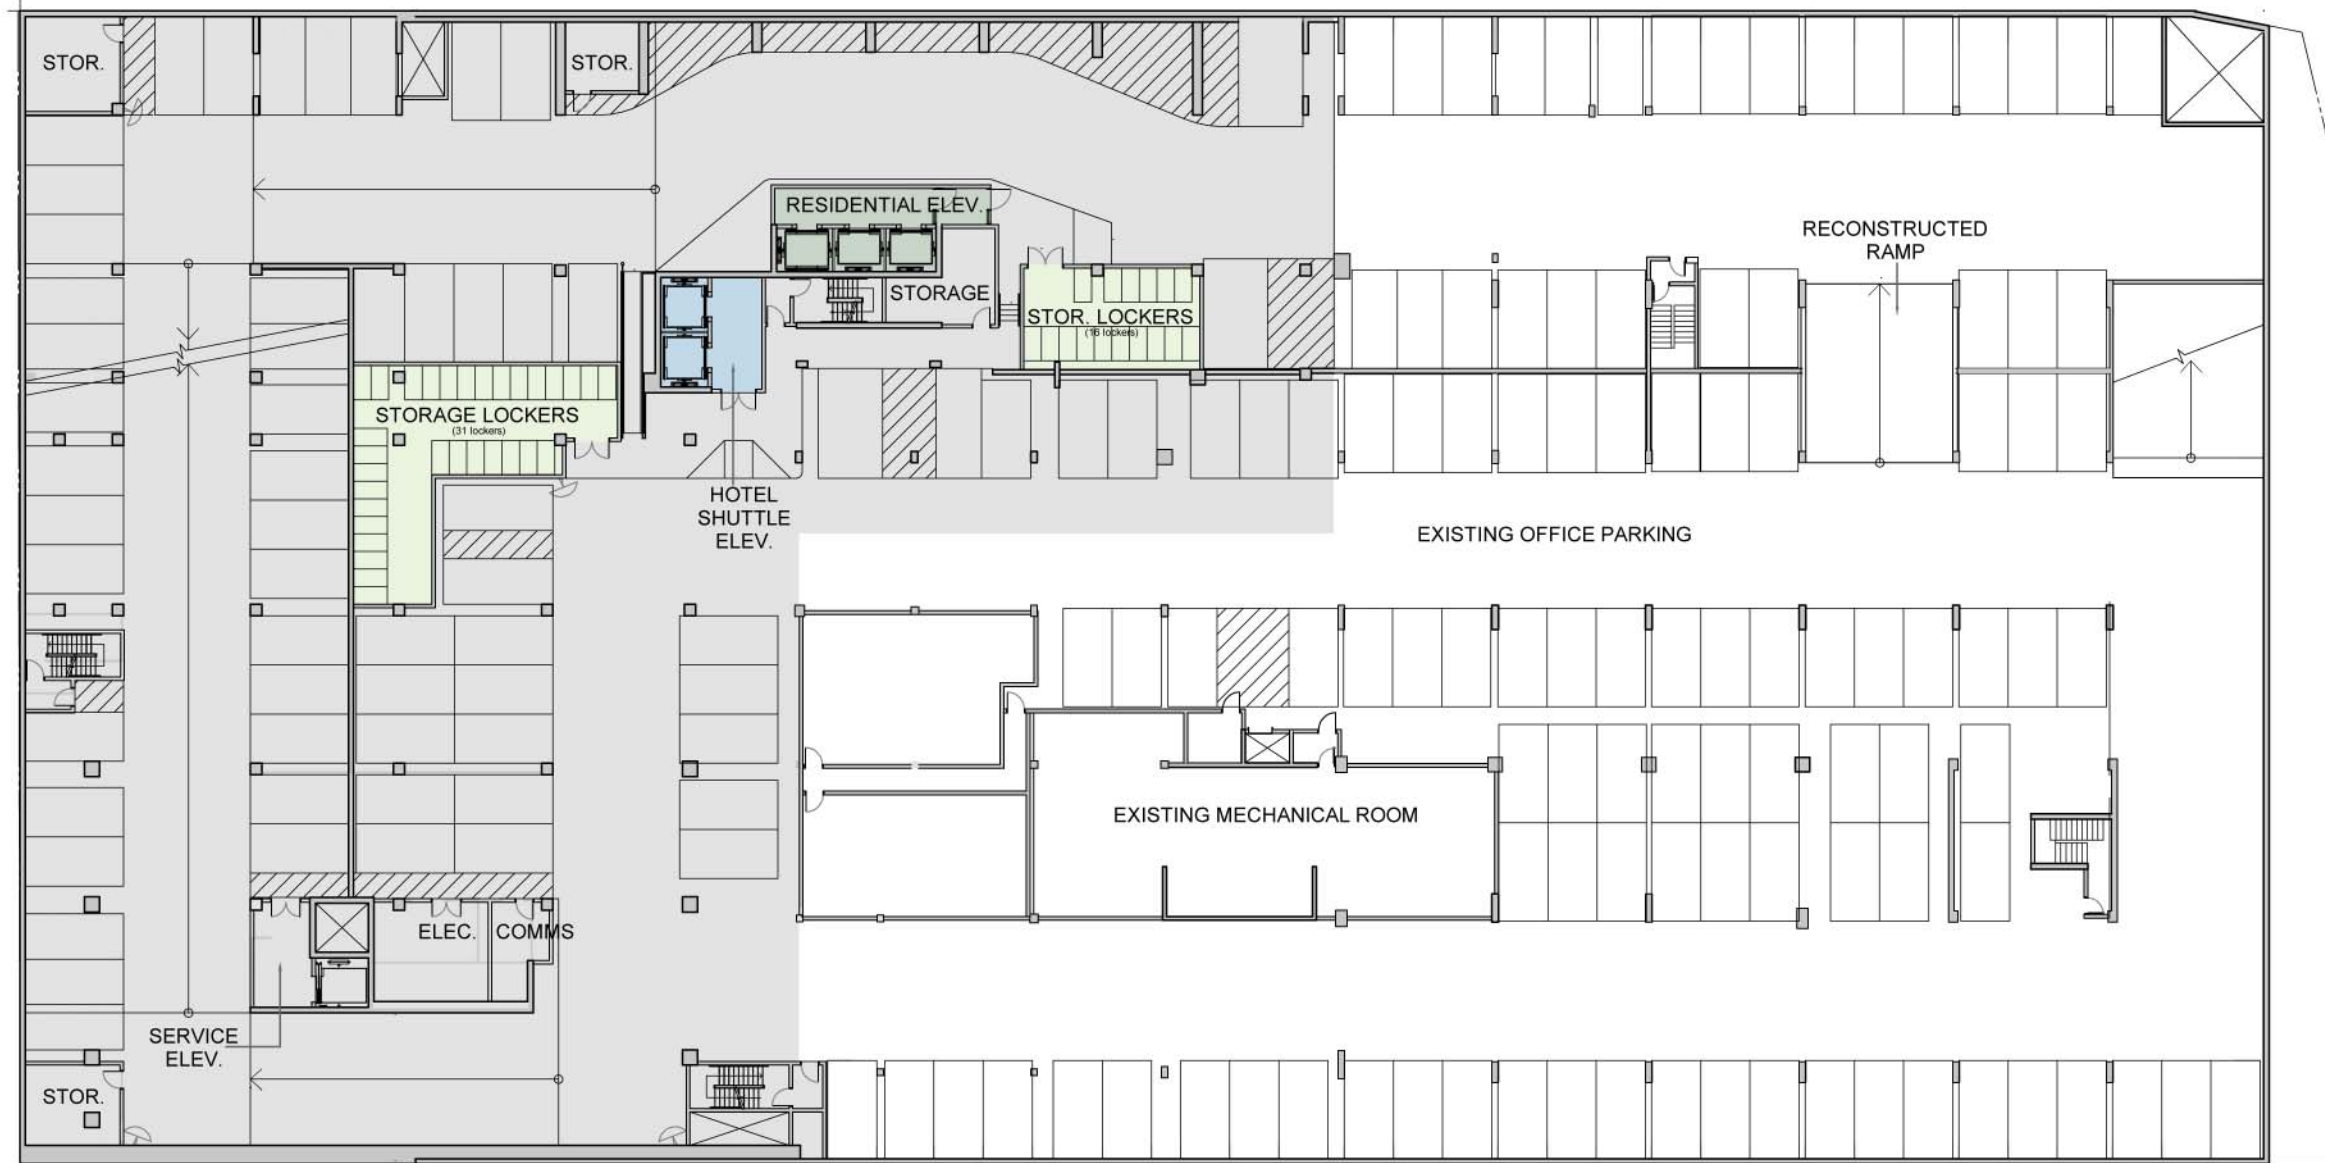 STOR.
STOR.
RESIDENTIAL ELEV.
RECONSTRUCTED
RAMP
STORAGE
STOR. LOCKERS
(16 lockers)
STORAGE LOCKERS
(31 lockers)
HOTEL
SHUTTLE
ELEV.
EXISTING OFFICE PARKING
EXISTING MECHANICAL ROOM
ELEC.
COMMS
SERVICE
ELEV.
STOR.